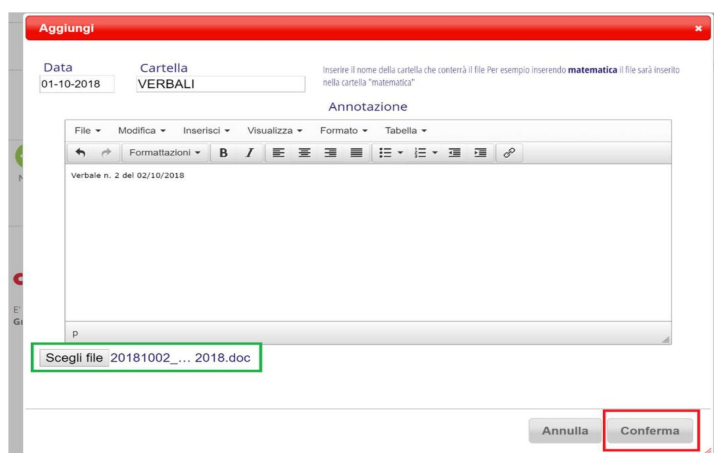 Aggiungi
Data
Cartella
01-10-2018
VERBALI
Inserire il nome della cartella che conterrà il file Per esempio inserendo matematica il file sarà inserito
nella cartella "matematica"
Annotazione
File Modifica Inserisci Visualizza Formato Tabella
Formattazioni B I
Verbale n. 2 del 02/10/2018
p
Scegli file 20181002_... 2018.doc
Annulla Conferma